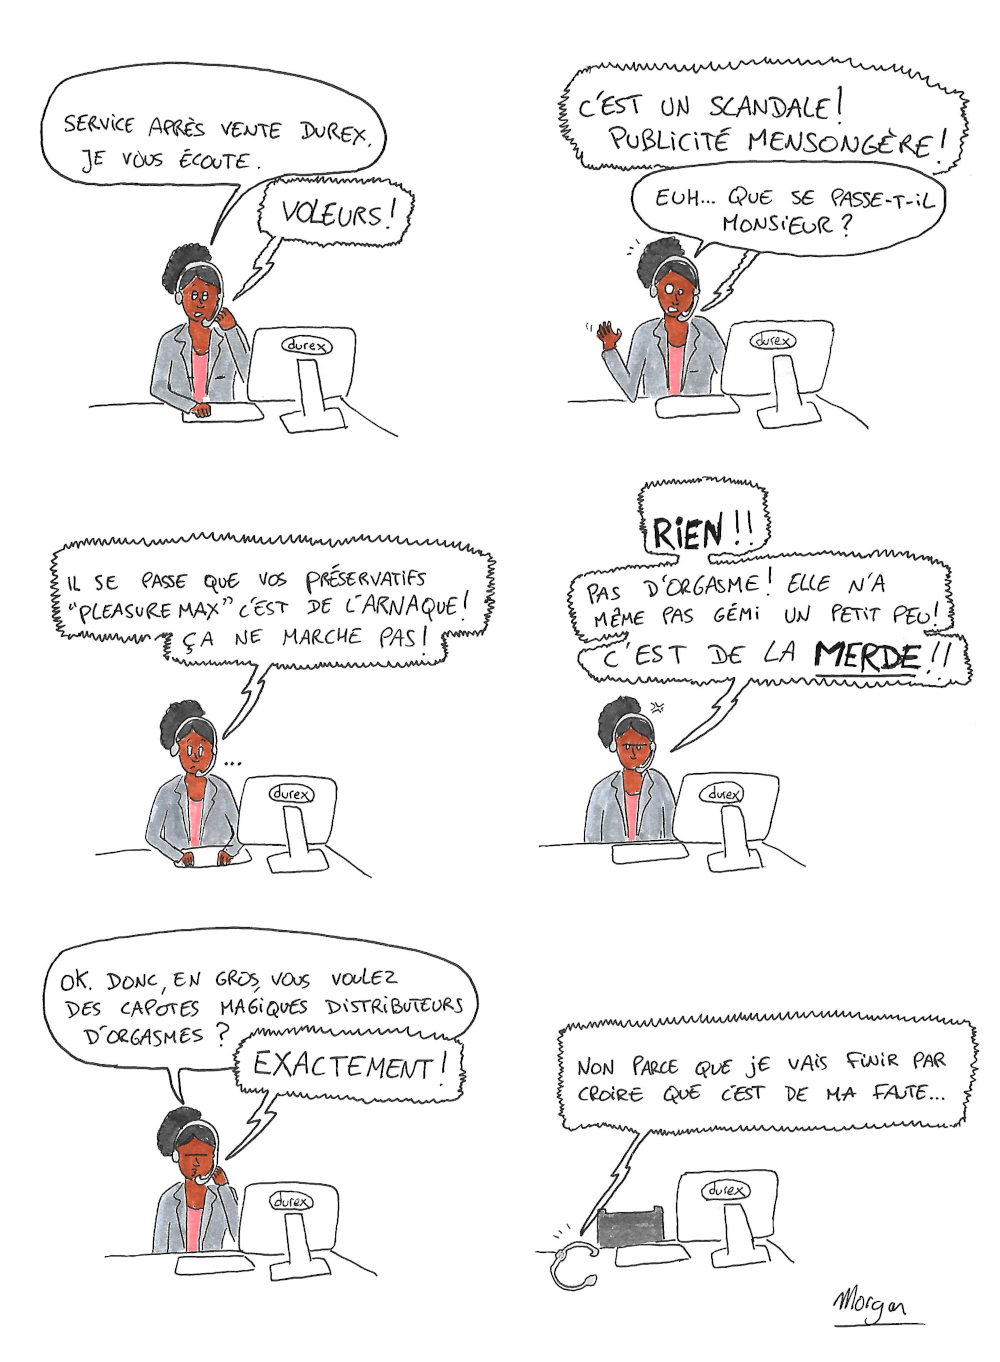 SERVICE APRÈS VENTE DUREX,
JE VOUS ÉCOUTE.
VOLEURS!
durex
C'EST UN SCANDALE!
PUBLICITÉ MENSONGÈRE!
EUH... QUE SE PASSE-T-IL
MONSIEUR?
durex
IL SE PASSE QUE VOS PRÉSERVATIFS
"PLEASURE MAX" C'EST DE L'ARNAQUE!
ÇA NE MARCHE PAS!
...
durex
RIEN!!
PAS D'ORGASME! ELLE N'A
MÊME PAS GÉMI UN PETIT PEU!
C'EST DE LA MERDE!!
durex
OK. DONC, EN GROS, VOUS VOULEZ
DES CAPOTES MAGIQUES DISTRIBUTEURS
D'ORGASMES?
EXACTEMENT!
durex
NON PARCE QUE JE VAIS FINIR PAR
CROIRE QUE C'EST DE MA FAUTE...
durex
Morgan